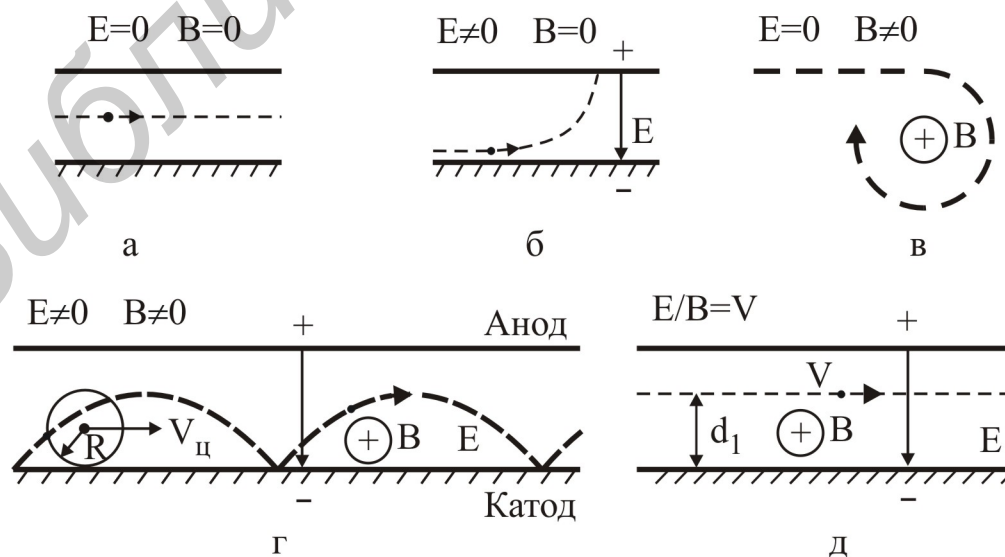 E=0 B=0
E≠0 B=0
E=0 B≠0
+
E
–
+ B
а
б
в
E≠0 B≠0
+
Анод
R
Vц
+ B
E
–
Катод
E/B=V
+
V
d1
+ B
E
–
г
д